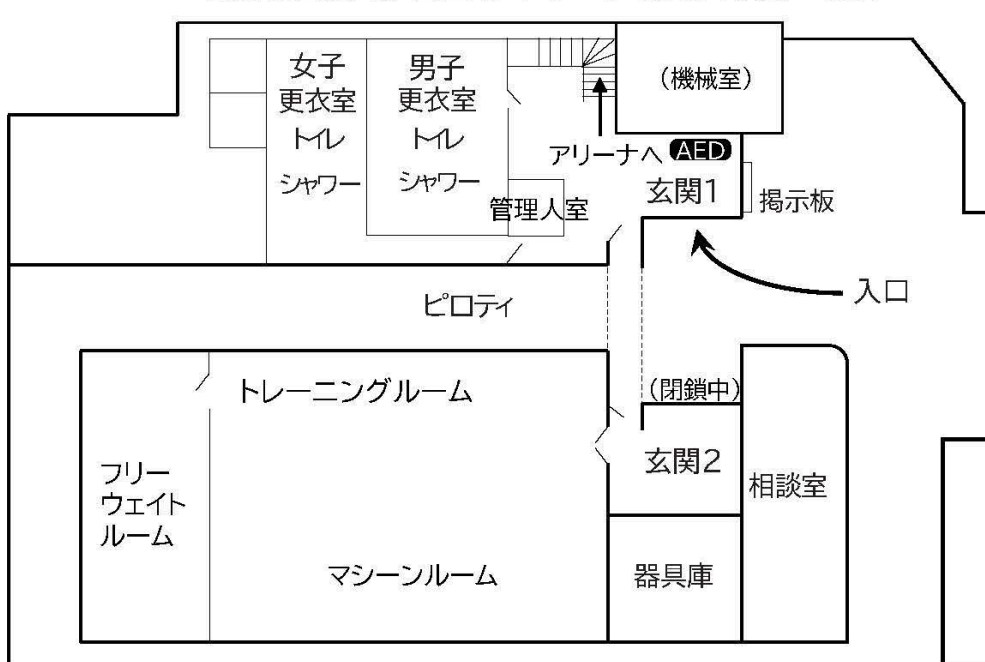 女子
更衣室
トイレ
シャワー
男子
更衣室
トイレ
シャワー
(機械室)
アリーナへ AED
玄関1
掲示板
管理人室
入口
ピロティ
トレーニングルーム
(閉鎖中)
玄関2
相談室
フリー
ウェイト
ルーム
マシーンルーム
器具庫